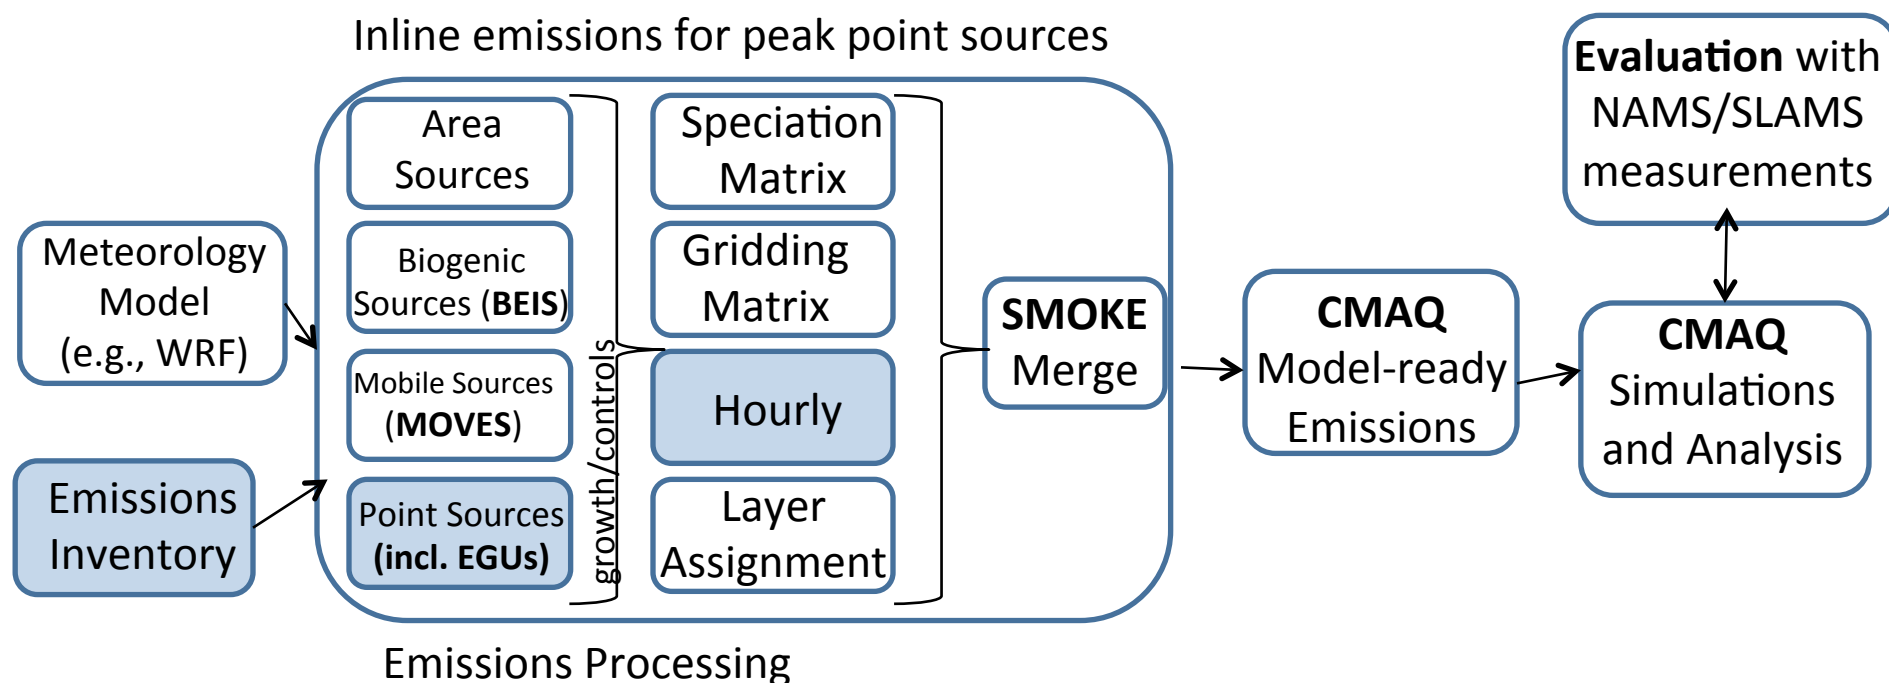 Inline emissions for peak point sources
Meteorology
Model
(e.g., WRF)
Emissions
Inventory
Area
Sources
Biogenic
Sources (BEIS)
Mobile Sources
(MOVES)
Point Sources
(incl. EGUs)
growth/controls
Speciation
Matrix
Gridding
Matrix
Hourly
Layer
Assignment
SMOKE
Merge
Emissions Processing
CMAQ
Model-ready
Emissions
Evaluation with
NAMS/SLAMS
measurements
CMAQ
Simulations
and Analysis